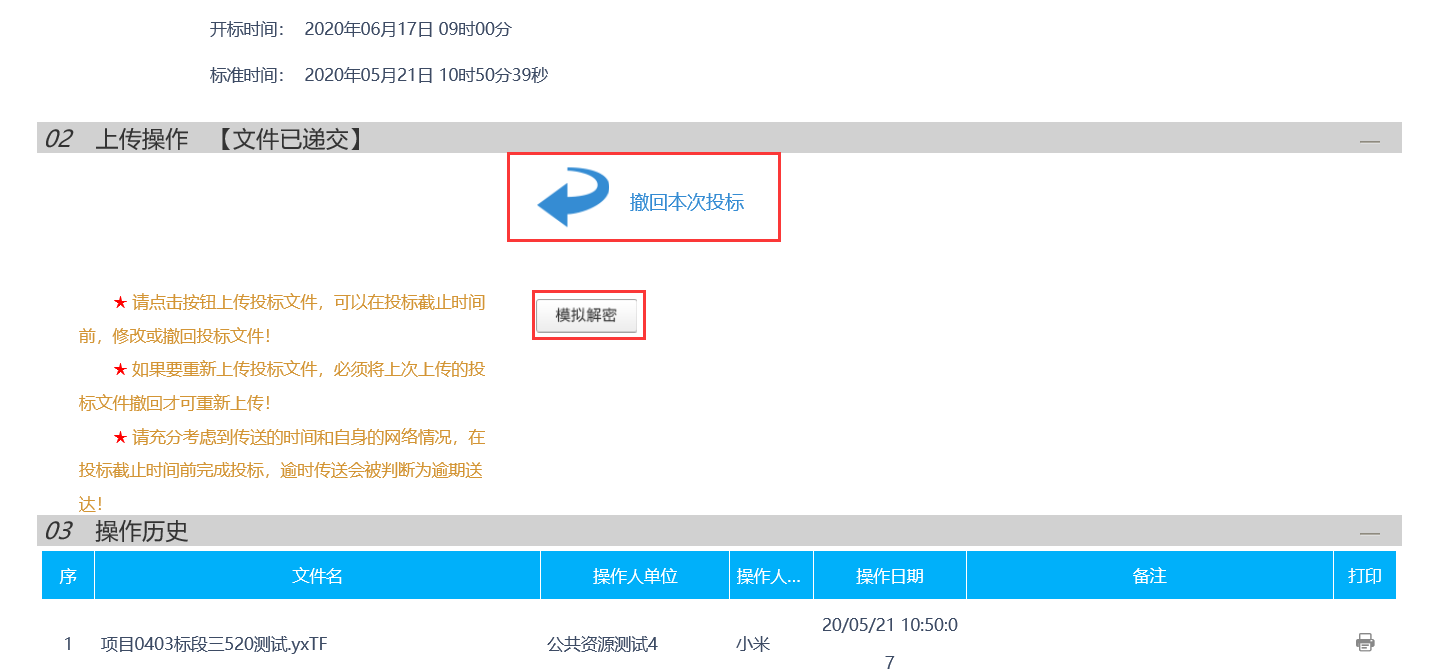 开标时间： 2020年06月17日 09时00分
标准时间： 2020年05月21日 10时50分39秒
02 上传操作 【文件已递交】
撤回本次投标
★ 请点击按钮上传投标文件，可以在投标截止时间
前，修改或撤回投标文件！
模拟解密
★ 如果要重新上传投标文件，必须将上次上传的投
标文件撤回才可重新上传！
★ 请充分考虑到传送的时间和自身的网络情况，在
投标截止时间前完成投标，逾时传送会被判断为逾期送
达！
03 操作历史
序 文件名 操作人单位 操作人... 操作日期 备注 打印
1 项目0403标段三520测试.yxTF 公共资源测试4 小米 20/05/21 10:50:0
7